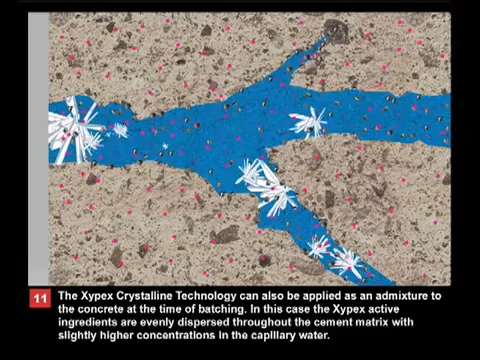 11 The Xypex Crystalline Technology can also be applied as an admixture to
the concrete at the time of batching. In this case the Xypex active
ingredients are evenly dispersed throughout the cement matrix with
slightly higher concentrations in the capillary water.